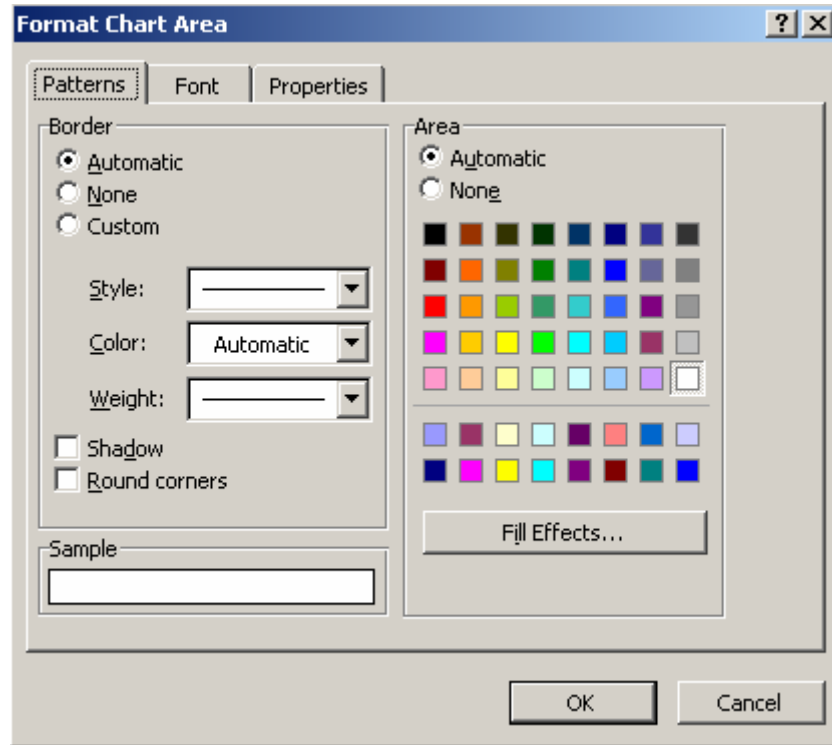 Format Chart Area
?
Patterns Font Properties
Border
Automatic
None
Custom
Style:
Color: Automatic
Weight:
Shadow
Round corners
Sample
Area
Automatic
None
Fill Effects...
OK Cancel